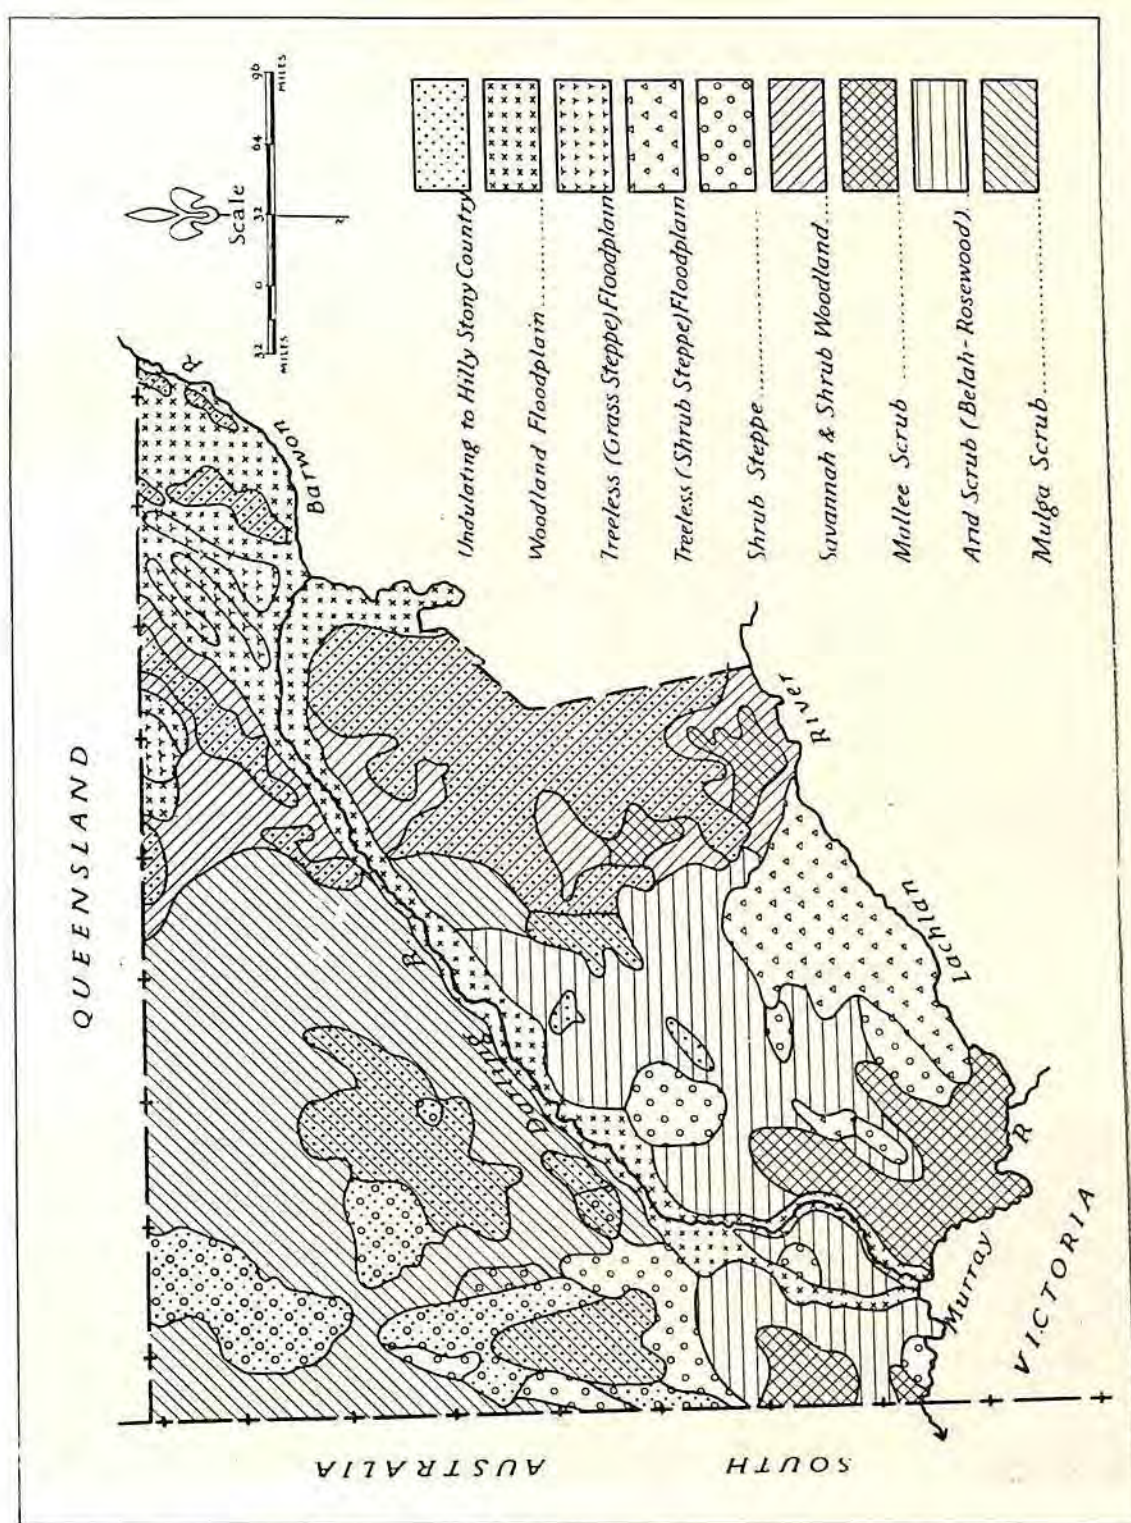 QUEENSLAND
SOUTH AUSTRALIA
VICTORIA
Barwon R
Darling R
Lachlan River
Murray R
Scale
32 0 32 64 96
MILES MILES
Undulating to Hilly Stony Country
Woodland Floodplain..........
Treeless (Grass Steppe) Floodplain
Treeless (Shrub Steppe) Floodplain
Shrub Steppe..............
Savannah & Shrub Woodland....
Mallee Scrub ...........
Arid Scrub (Belah-Rosewood)..
Mulga Scrub............